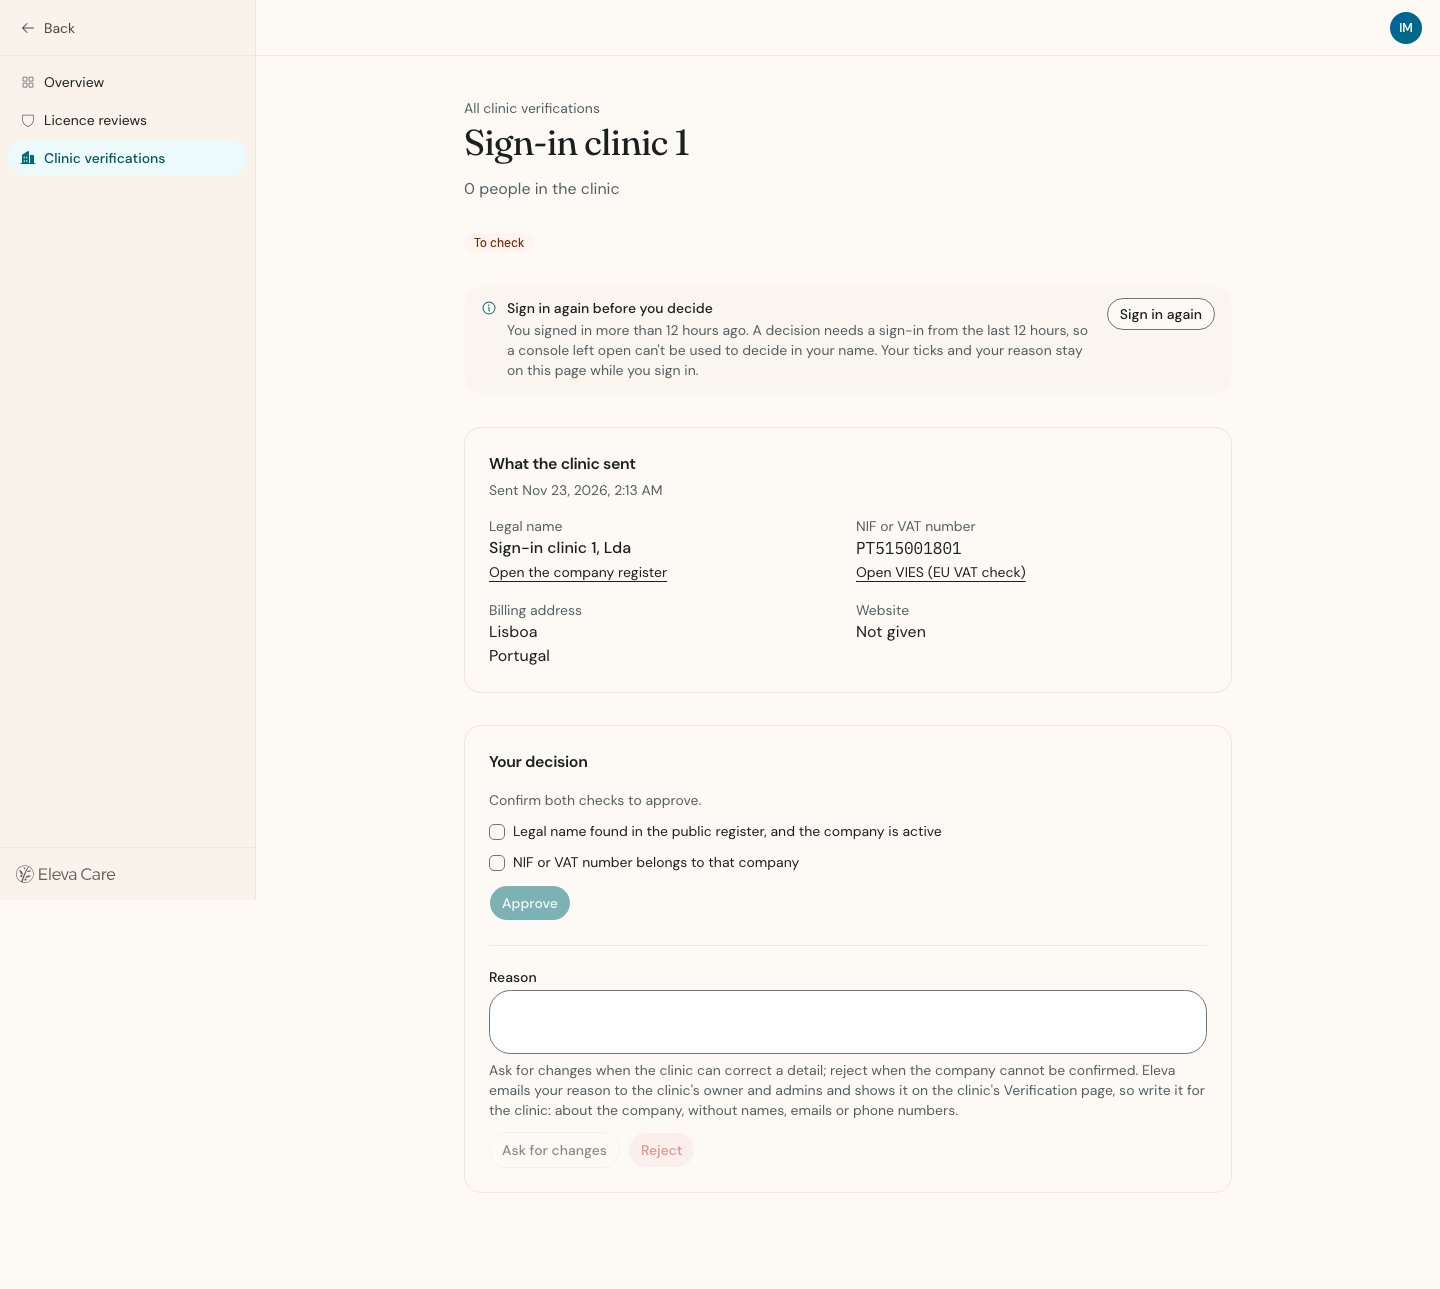 Back
IM
Overview
Licence reviews
Clinic verifications
All clinic verifications
Sign-in clinic 1
0 people in the clinic
To check
Sign in again before you decide
Sign in again
You signed in more than 12 hours ago. A decision needs a sign-in from the last 12 hours, so
a console left open can't be used to decide in your name. Your ticks and your reason stay
on this page while you sign in.
What the clinic sent
Sent Nov 23, 2026, 2:13 AM
Legal name
Sign-in clinic 1, Lda
Open the company register
NIF or VAT number
PT515001801
Open VIES (EU VAT check)
Billing address
Lisboa
Portugal
Website
Not given
Your decision
Confirm both checks to approve.
Legal name found in the public register, and the company is active
NIF or VAT number belongs to that company
Approve
Reason
Ask for changes when the clinic can correct a detail; reject when the company cannot be confirmed. Eleva
emails your reason to the clinic's owner and admins and shows it on the clinic's Verification page, so write it for
the clinic: about the company, without names, emails or phone numbers.
Ask for changes
Reject
Eleva Care